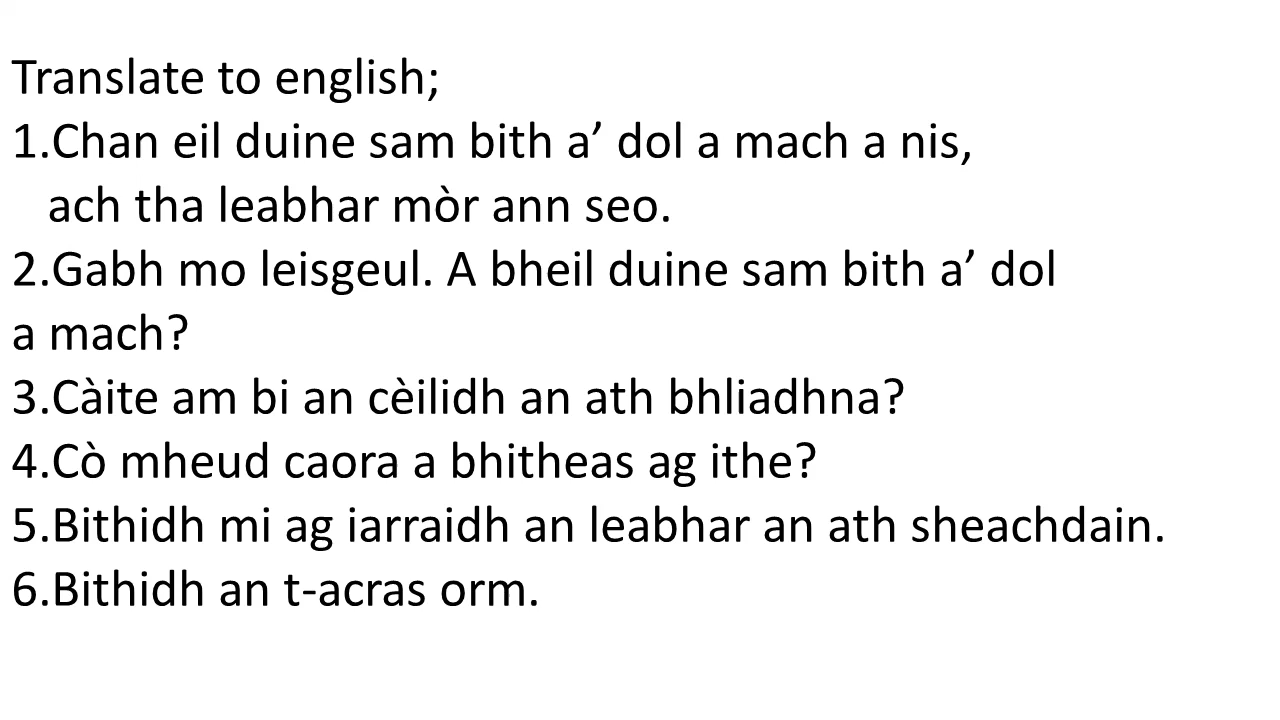 Translate to english;
1.Chan eil duine sam bith a’ dol a mach a nis,
ach tha leabhar mòr ann seo.
2.Gabh mo leisgeul. A bheil duine sam bith a’ dol
a mach?
3.Càite am bi an cèilidh an ath bhliadhna?
4.Cò mheud caora a bhitheas ag ithe?
5.Bithidh mi ag iarraidh an leabhar an ath sheachdain.
6.Bithidh an t-acras orm.